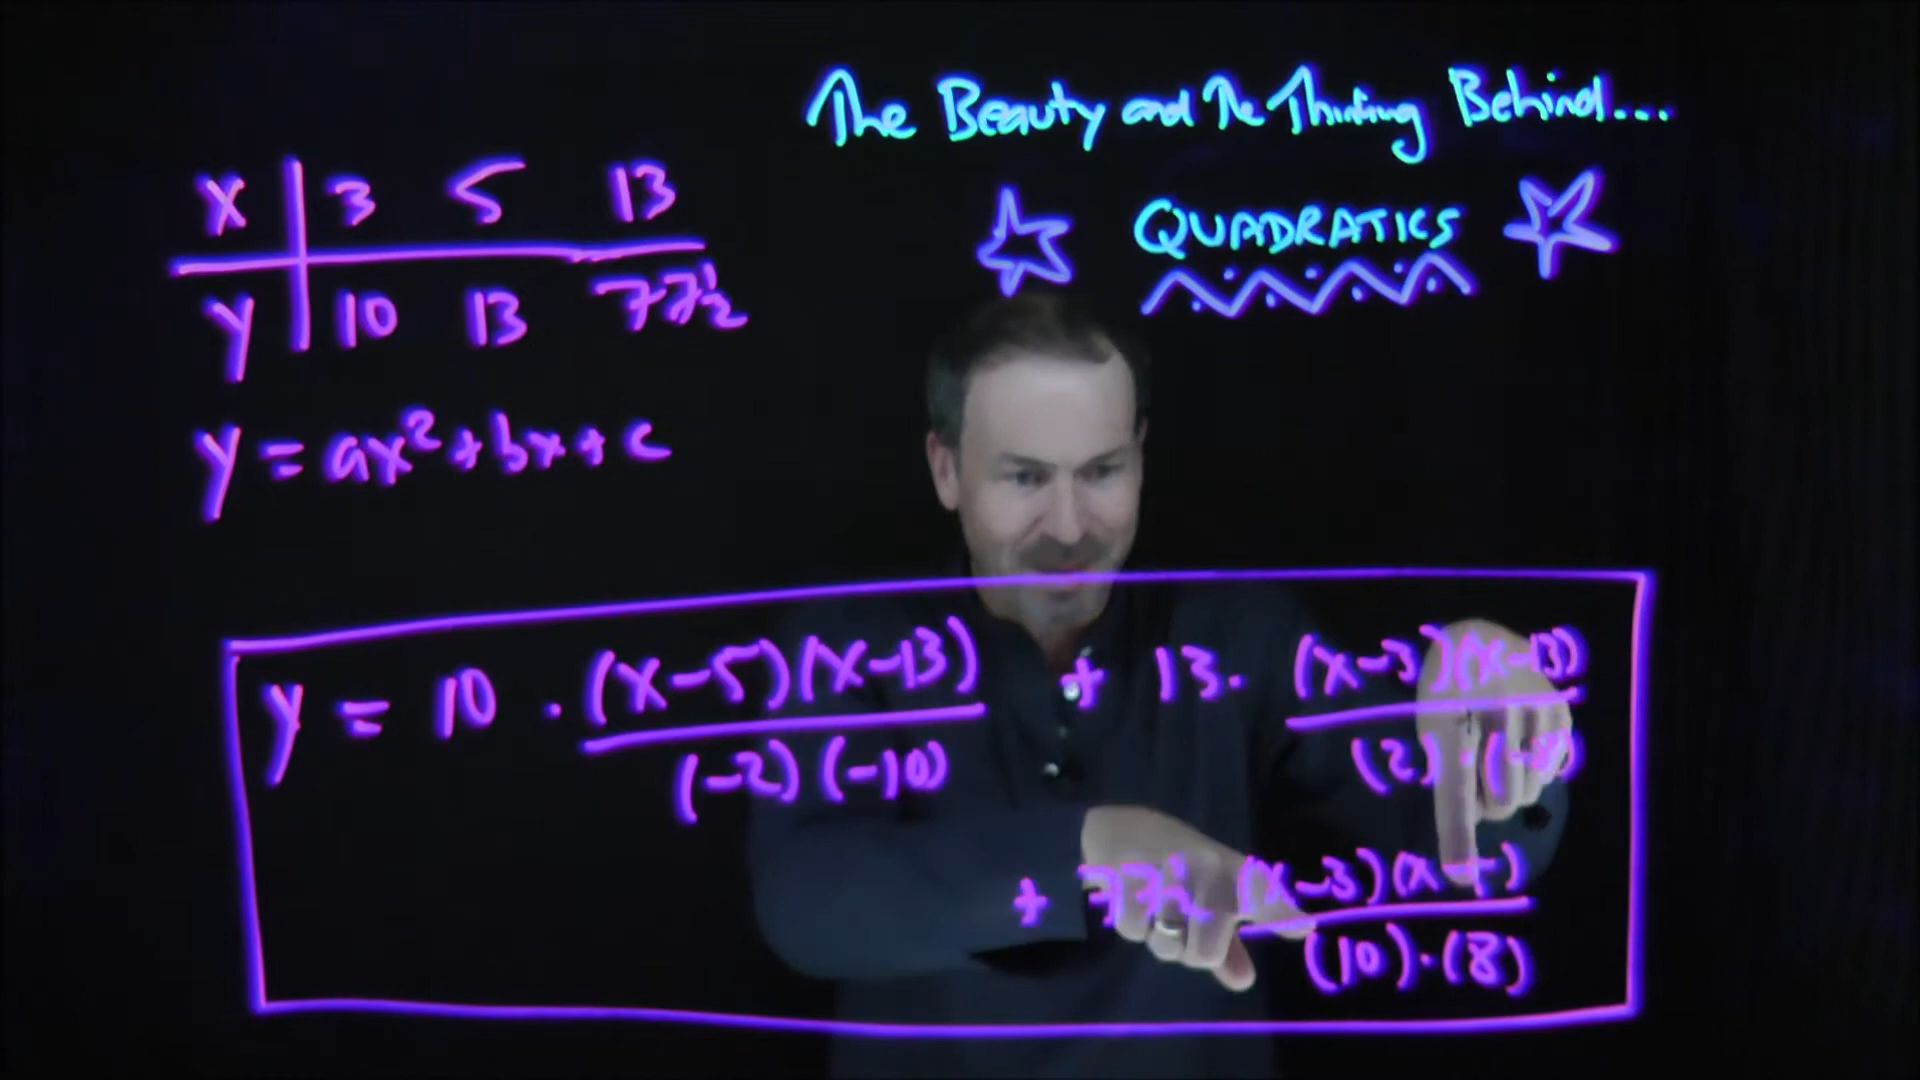 The Beauty and The Thinking Behind...
QUADRATICS
x | 3 5 13
y | 10 13 77½
y = ax² + bx + c
y = 10 · (x-5)(x-13) / (-2)(-10) + 13 · (x-3)(x-13) / (2)·(-8)
+ 77½ (x-3)(x- ) / (10)·(8)